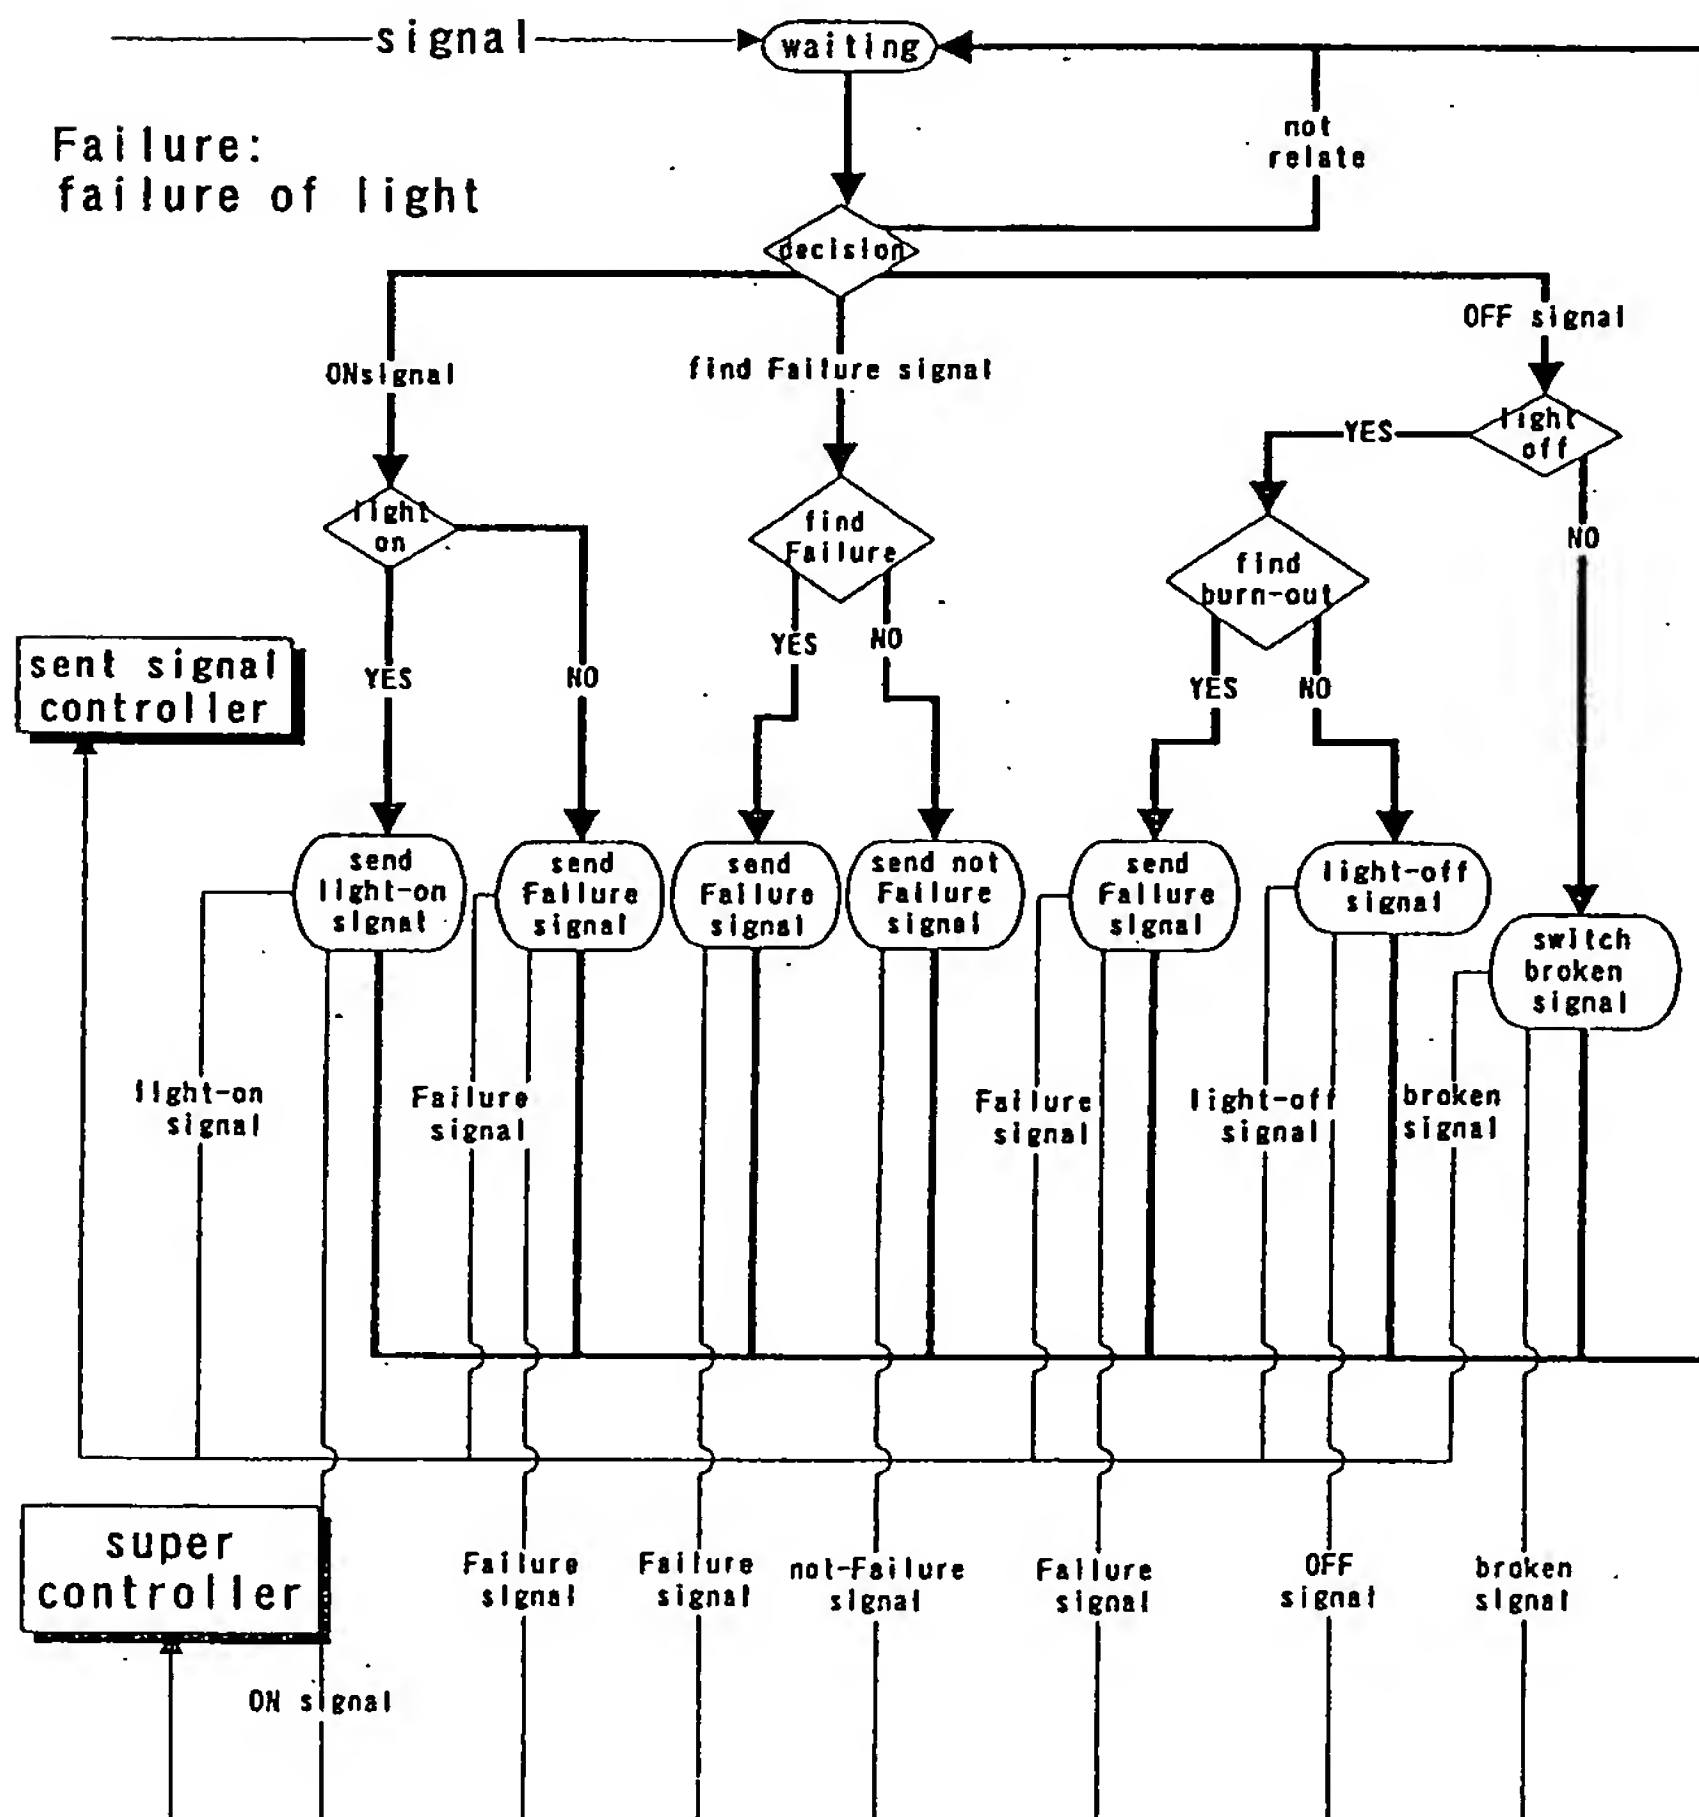 signal
waiting
Failure:
failure of light
not
relate
decision
ONsignal
find Failure signal
OFF signal
light
on
find
Failure
YES
light
off
find
burn-out
NO
YES
NO
YES
NO
YES
NO
sent signal
controller
send
light-on
signal
send
Failure
signal
send
Failure
signal
send not
Failure
signal
send
Failure
signal
light-off
signal
switch
broken
signal
light-on
signal
Failure
signal
Failure
signal
light-off
signal
broken
signal
super
controller
Failure
signal
Failure
signal
not-Failure
signal
Failure
signal
OFF
signal
broken
signal
ON signal